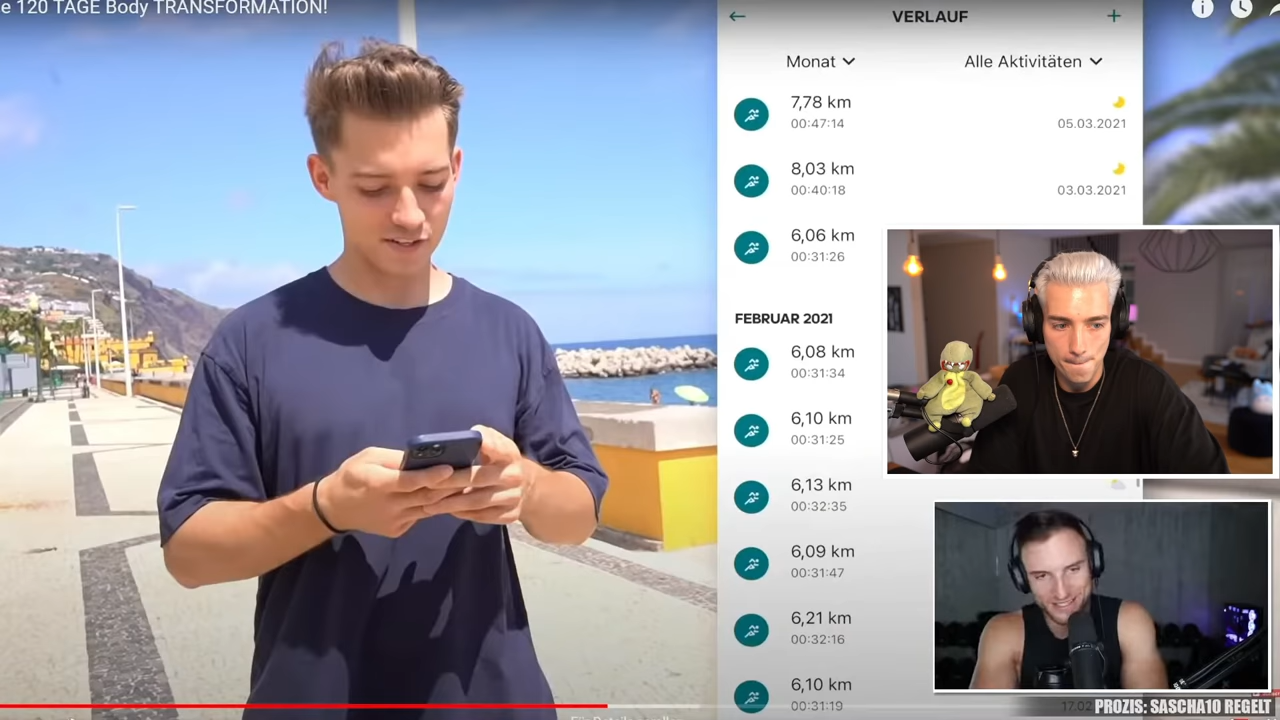 e 120 TAGE Body TRANSFORMATION!
VERLAUF
Monat
Alle Aktivitäten
7,78 km
00:47:14
05.03.2021
8,03 km
00:40:18
03.03.2021
6,06 km
00:31:26
FEBRUAR 2021
6,08 km
00:31:34
6,10 km
00:31:25
6,13 km
00:32:35
6,09 km
00:31:47
6,21 km
00:32:16
6,10 km
00:31:19
17.02
PROZIS: SASCHA10 REGELT